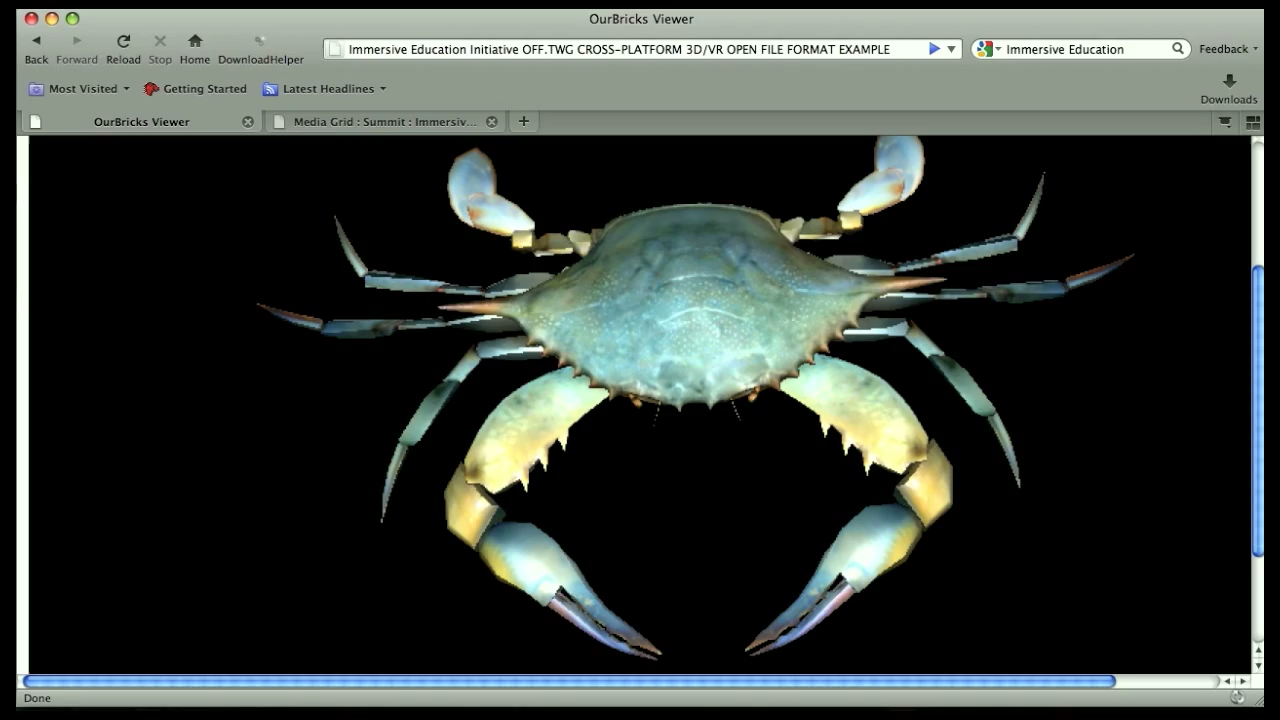 OurBricks Viewer
Back Forward Reload Stop Home DownloadHelper
Immersive Education Initiative OFF.TWG CROSS-PLATFORM 3D/VR OPEN FILE FORMAT EXAMPLE
Immersive Education
Feedback
Most Visited Getting Started Latest Headlines
Downloads
OurBricks Viewer
Media Grid : Summit : Immersiv...
Done